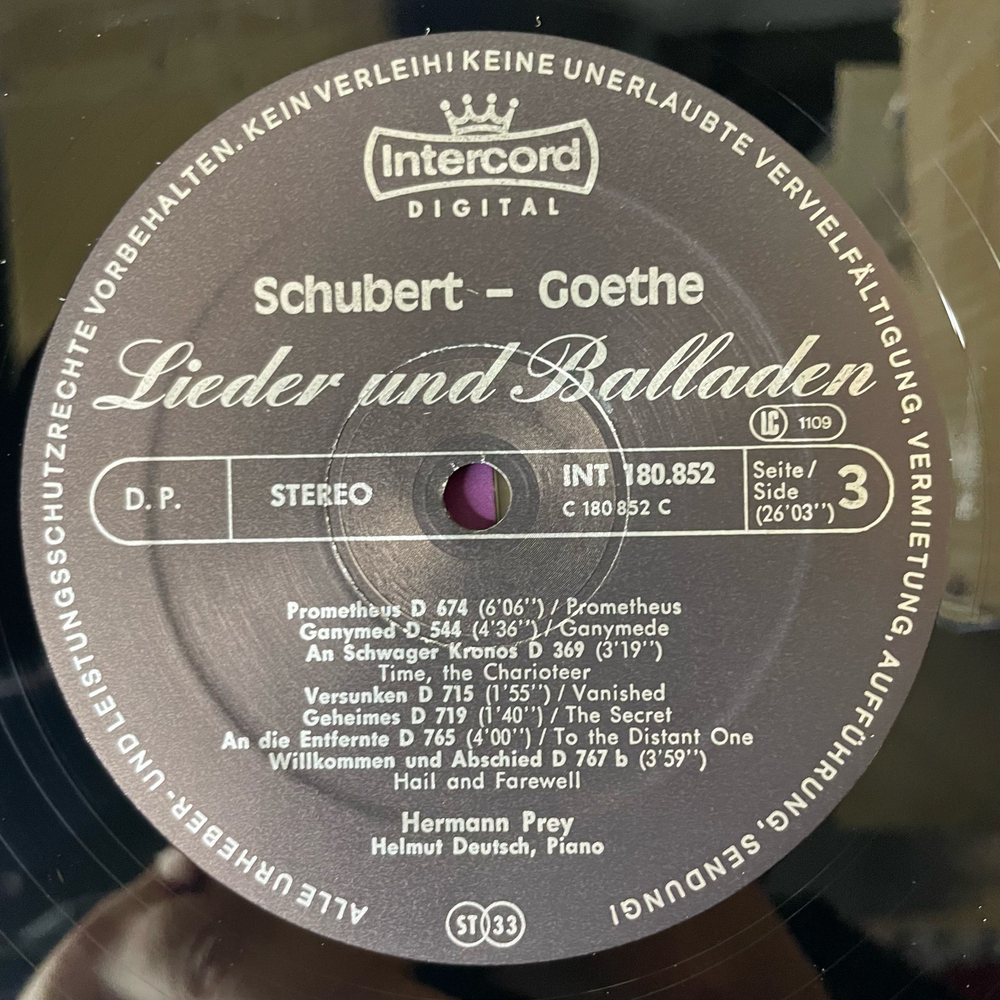 ALLE URHEBER- UND LEISTUNGSSCHUTZRECHTE VORBEHALTEN. KEIN VERLEIH! KEINE UNERLAUBTE VERVIELFÄLTIGUNG, VERMIETUNG, AUFFÜHRUNG, SENDUNG!
Intercord
DIGITAL
Schubert – Goethe
Lieder und Balladen
LC 1109
D. P.
STEREO
INT 180.852
C 180 852 C
Seite/
Side
(26'03'')
3
Prometheus D 674 (6'06'') / Prometheus
Ganymed D 544 (4'36'') / Ganymede
An Schwager Kronos D 369 (3'19'')
Time, the Charioteer
Versunken D 715 (1'55'') / Vanished
Geheimes D 719 (1'40'') / The Secret
An die Entfernte D 765 (4'00'') / To the Distant One
Willkommen und Abschied D 767 b (3'59'')
Hail and Farewell
Hermann Prey
Helmut Deutsch, Piano
ST 33